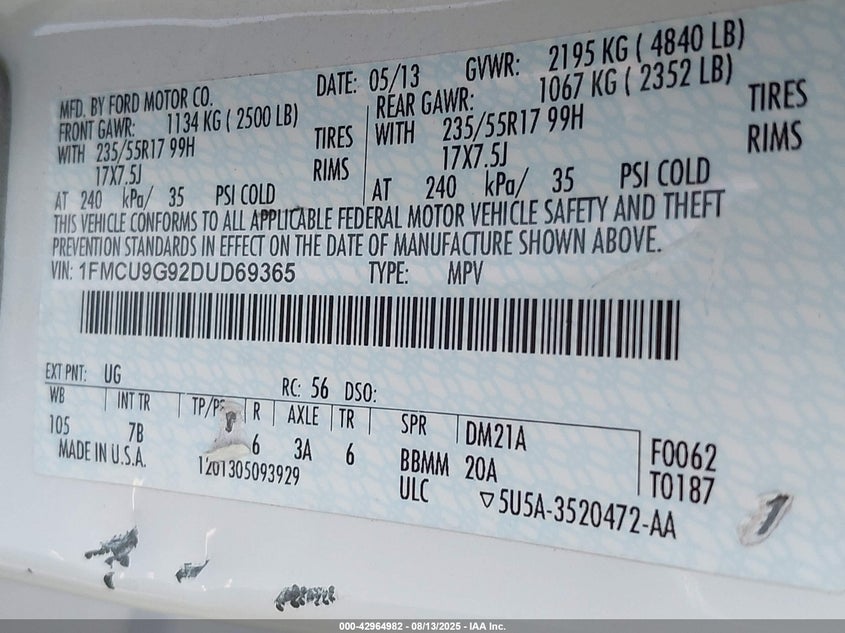 MFD. BY FORD MOTOR CO. DATE: 05/13 GVWR: 2195 KG ( 4840 LB)
FRONT GAWR: 1134 KG ( 2500 LB) REAR GAWR: 1067 KG ( 2352 LB)
WITH 235/55R17 99H TIRES WITH 235/55R17 99H TIRES
17X7.5J RIMS 17X7.5J RIMS
AT 240 kPa/ 35 PSI COLD AT 240 kPa/ 35 PSI COLD
THIS VEHICLE CONFORMS TO ALL APPLICABLE FEDERAL MOTOR VEHICLE SAFETY AND THEFT
PREVENTION STANDARDS IN EFFECT ON THE DATE OF MANUFACTURE SHOWN ABOVE.
VIN: 1FMCU9G92DUD69365 TYPE: MPV
EXT PNT: UG RC: 56 DSO:
WB INT TR TP/PS R AXLE TR SPR DM21A F0062
105 7B 6 3A 6 BBMM 20A T0187
MADE IN U.S.A. 1201305093929 ULC ▽5U5A-3520472-AA
1
000-42964982 - 08/13/2025 - IAA Inc.